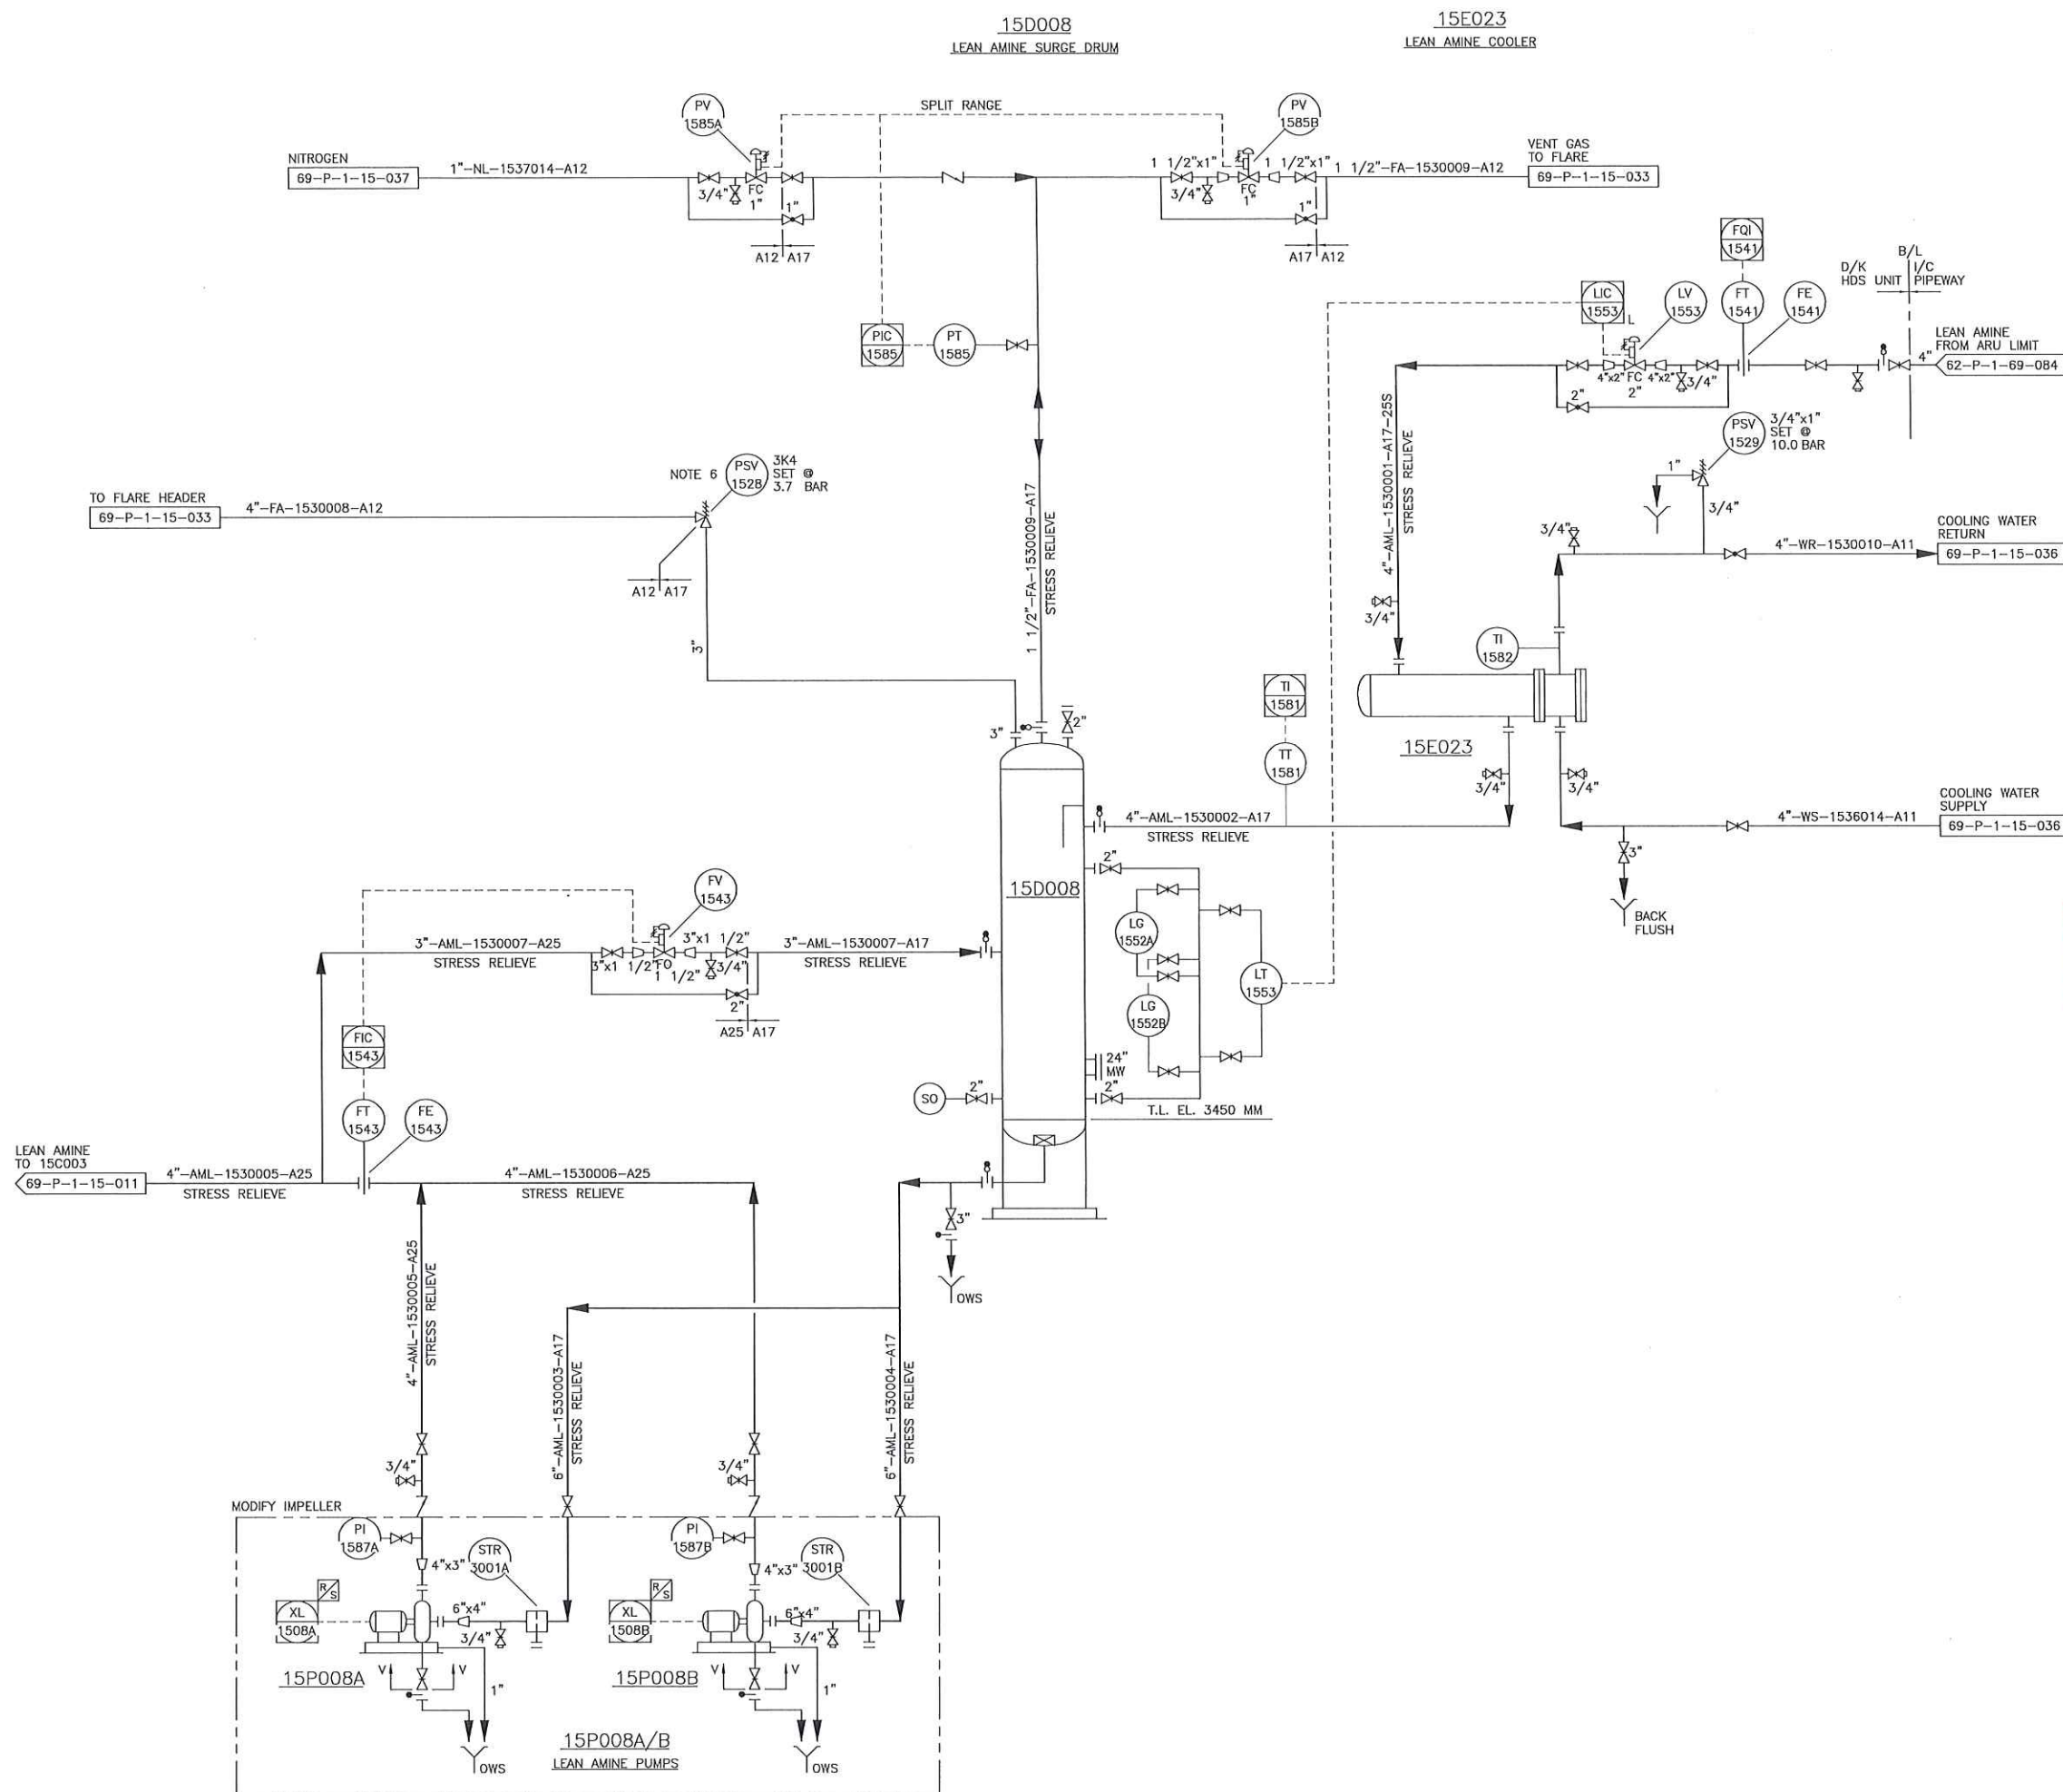 15D008
LEAN AMINE SURGE DRUM
15E023
LEAN AMINE COOLER
PV
1585A
SPLIT RANGE
PV
1585B
NITROGEN
69-P-1-15-037
1"-NL-1537014-A12
3/4"
FC
1"
1"
A12 A17
1 1/2"x1"
1 1/2"x1"
3/4"
FC
1"
1"
A17 A12
1 1/2"-FA-1530009-A12
VENT GAS
TO FLARE
69-P-1-15-033
FQI
1541
B/L
D/K
HDS UNIT
I/C
PIPEWAY
LIC
1553
L
LV
1553
FT
1541
FE
1541
PIC
1585
PT
1585
LEAN AMINE
FROM ARU LIMIT
4"
62-P-1-69-084
4"x2"
FC
4"x2"
3/4"
2"
2"
4"-AML-1530001-A17-25S
STRESS RELIEVE
PSV
1529
3/4"x1"
SET @
10.0 BAR
1"
3/4"
NOTE 6
PSV
1528
3K4
SET @
3.7 BAR
TO FLARE HEADER
69-P-1-15-033
4"-FA-1530008-A12
A12 A17
3"
1 1/2"-FA-1530009-A17
STRESS RELIEVE
3/4"
4"-WR-1530010-A11
COOLING WATER
RETURN
69-P-1-15-036
3/4"
TI
1582
TI
1581
TT
1581
15E023
3"
2"
3/4"
3/4"
4"-AML-1530002-A17
STRESS RELIEVE
4"-WS-1536014-A11
COOLING WATER
SUPPLY
69-P-1-15-036
3"
BACK
FLUSH
15D008
2"
LG
1552A
LG
1552B
LT
1553
24"
MW
2"
SO
2"
T.L. EL. 3450 MM
FV
1543
3"-AML-1530007-A25
STRESS RELIEVE
3"x1 1/2"
FO
1 1/2"
3"x1 1/2"
3/4"
2"
A25 A17
3"-AML-1530007-A17
STRESS RELIEVE
FIC
1543
FT
1543
FE
1543
LEAN AMINE
TO 15C003
69-P-1-15-011
4"-AML-1530005-A25
STRESS RELIEVE
4"-AML-1530006-A25
STRESS RELIEVE
3"
OWS
4"-AML-1530005-A25
STRESS RELIEVE
6"-AML-1530003-A17
STRESS RELIEVE
6"-AML-1530004-A17
STRESS RELIEVE
3/4"
3/4"
MODIFY IMPELLER
PI
1587A
4"x3"
STR
3001A
R/S
XL
1508A
6"x4"
3/4"
15P008A
V
V
1"
OWS
PI
1587B
4"x3"
STR
3001B
R/S
XL
1508B
6"x4"
3/4"
15P008B
V
V
1"
OWS
15P008A/B
LEAN AMINE PUMPS